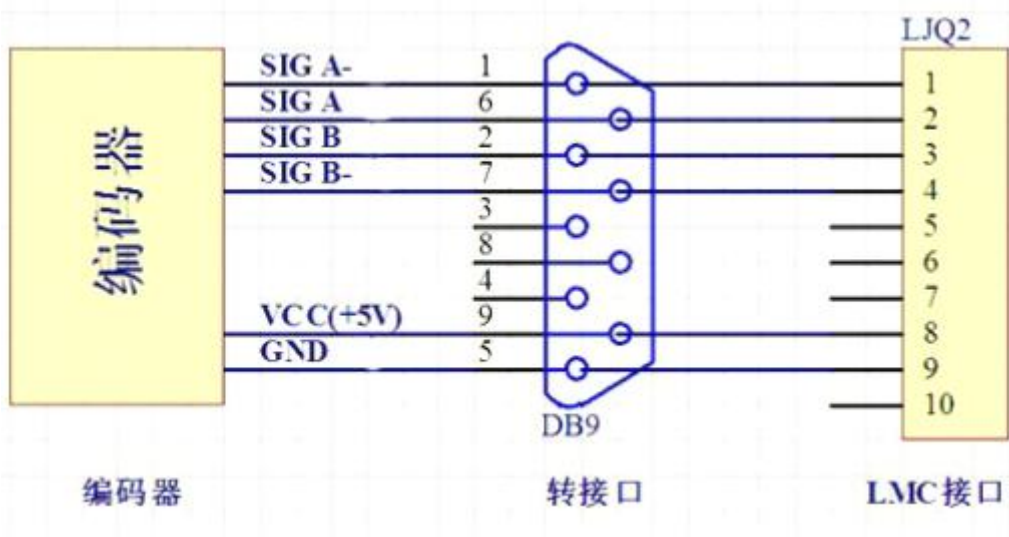 LJQ2
SIG A- 1 1
SIG A 6 2
SIG B 2 3
SIG B- 7 4
3 5
8 6
4 7
VCC(+5V) 9 8
GND 5 9
10
编码器
DB9
编码器 转接口 LMC接口